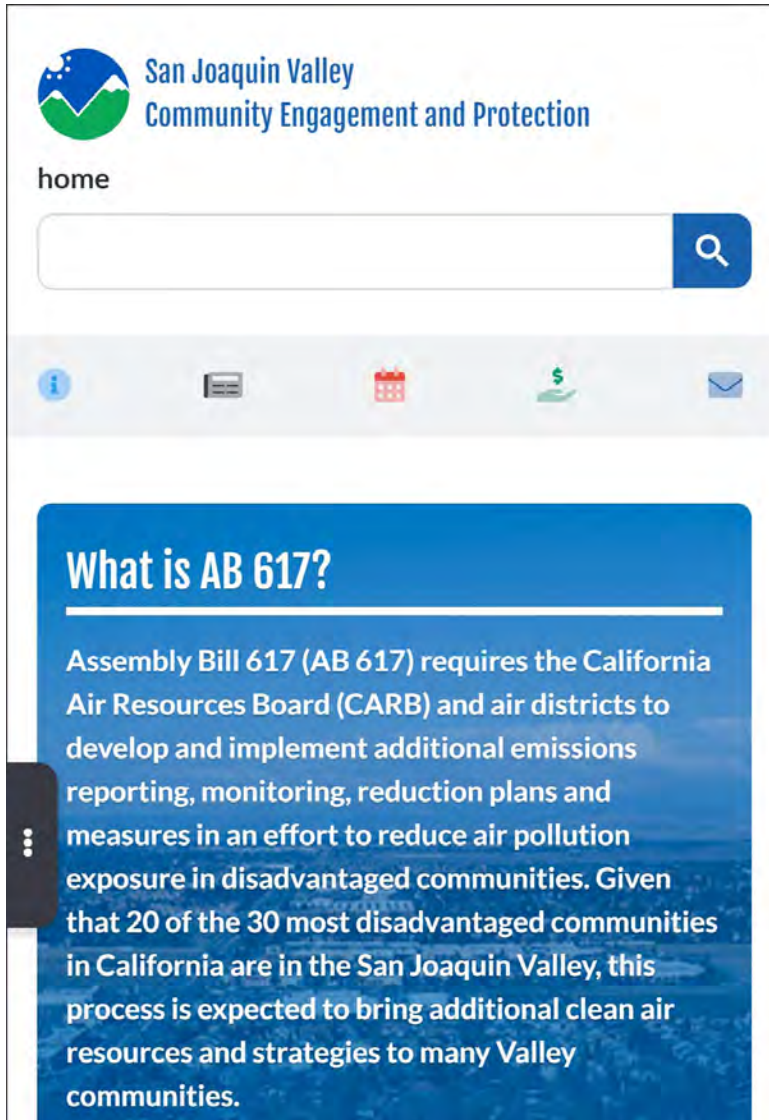 San Joaquin Valley
Community Engagement and Protection
home
What is AB 617?
Assembly Bill 617 (AB 617) requires the California
Air Resources Board (CARB) and air districts to
develop and implement additional emissions
reporting, monitoring, reduction plans and
measures in an effort to reduce air pollution
exposure in disadvantaged communities. Given
that 20 of the 30 most disadvantaged communities
in California are in the San Joaquin Valley, this
process is expected to bring additional clean air
resources and strategies to many Valley
communities.